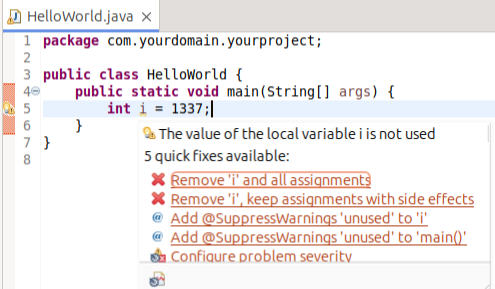 HelloWorld.java
1 package com.yourdomain.yourproject;
2
3 public class HelloWorld {
4 public static void main(String[] args) {
5 int i = 1337;
6 }
7 }
8
The value of the local variable i is not used
5 quick fixes available:
Remove 'i' and all assignments
Remove 'i', keep assignments with side effects
@ Add @SuppressWarnings 'unused' to 'i'
@ Add @SuppressWarnings 'unused' to 'main()'
Configure problem severity